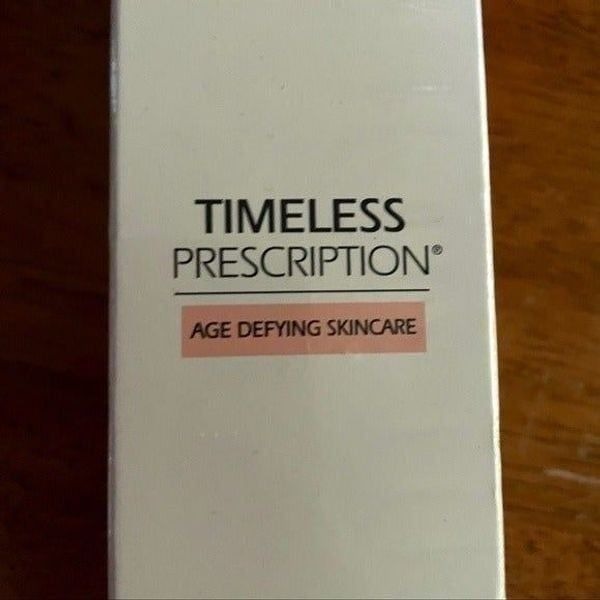 TIMELESS
PRESCRIPTION®
AGE DEFYING SKINCARE